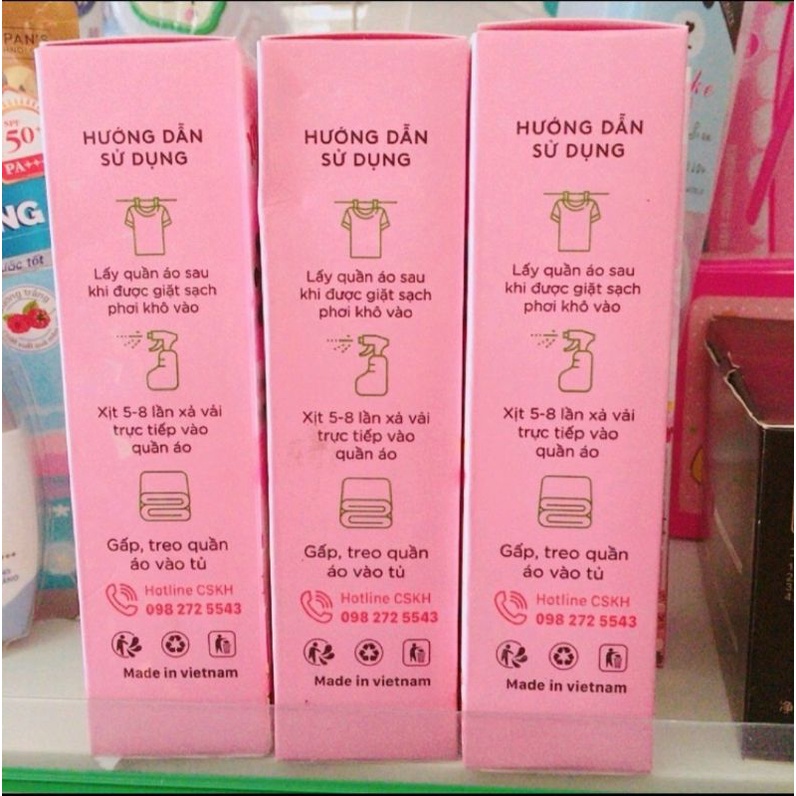 PANIS
SPF
50+
PA+++
NG
HƯỚNG DẪN
SỬ DỤNG
Lấy quần áo sau
khi được giặt sạch
phơi khô vào
Xịt 5-8 lần xả vải
trực tiếp vào
quần áo
Gấp, treo quần
áo vào tủ
Hotline CSKH
098 272 5543
Made in vietnam
HƯỚNG DẪN
SỬ DỤNG
Lấy quần áo sau
khi được giặt sạch
phơi khô vào
Xịt 5-8 lần xả vải
trực tiếp vào
quần áo
Gấp, treo quần
áo vào tủ
Hotline CSKH
098 272 5543
Made in vietnam
HƯỚNG DẪN
SỬ DỤNG
Lấy quần áo sau
khi được giặt sạch
phơi khô vào
Xịt 5-8 lần xả vải
trực tiếp vào
quần áo
Gấp, treo quần
áo vào tủ
Hotline CSKH
098 272 5543
Made in vietnam